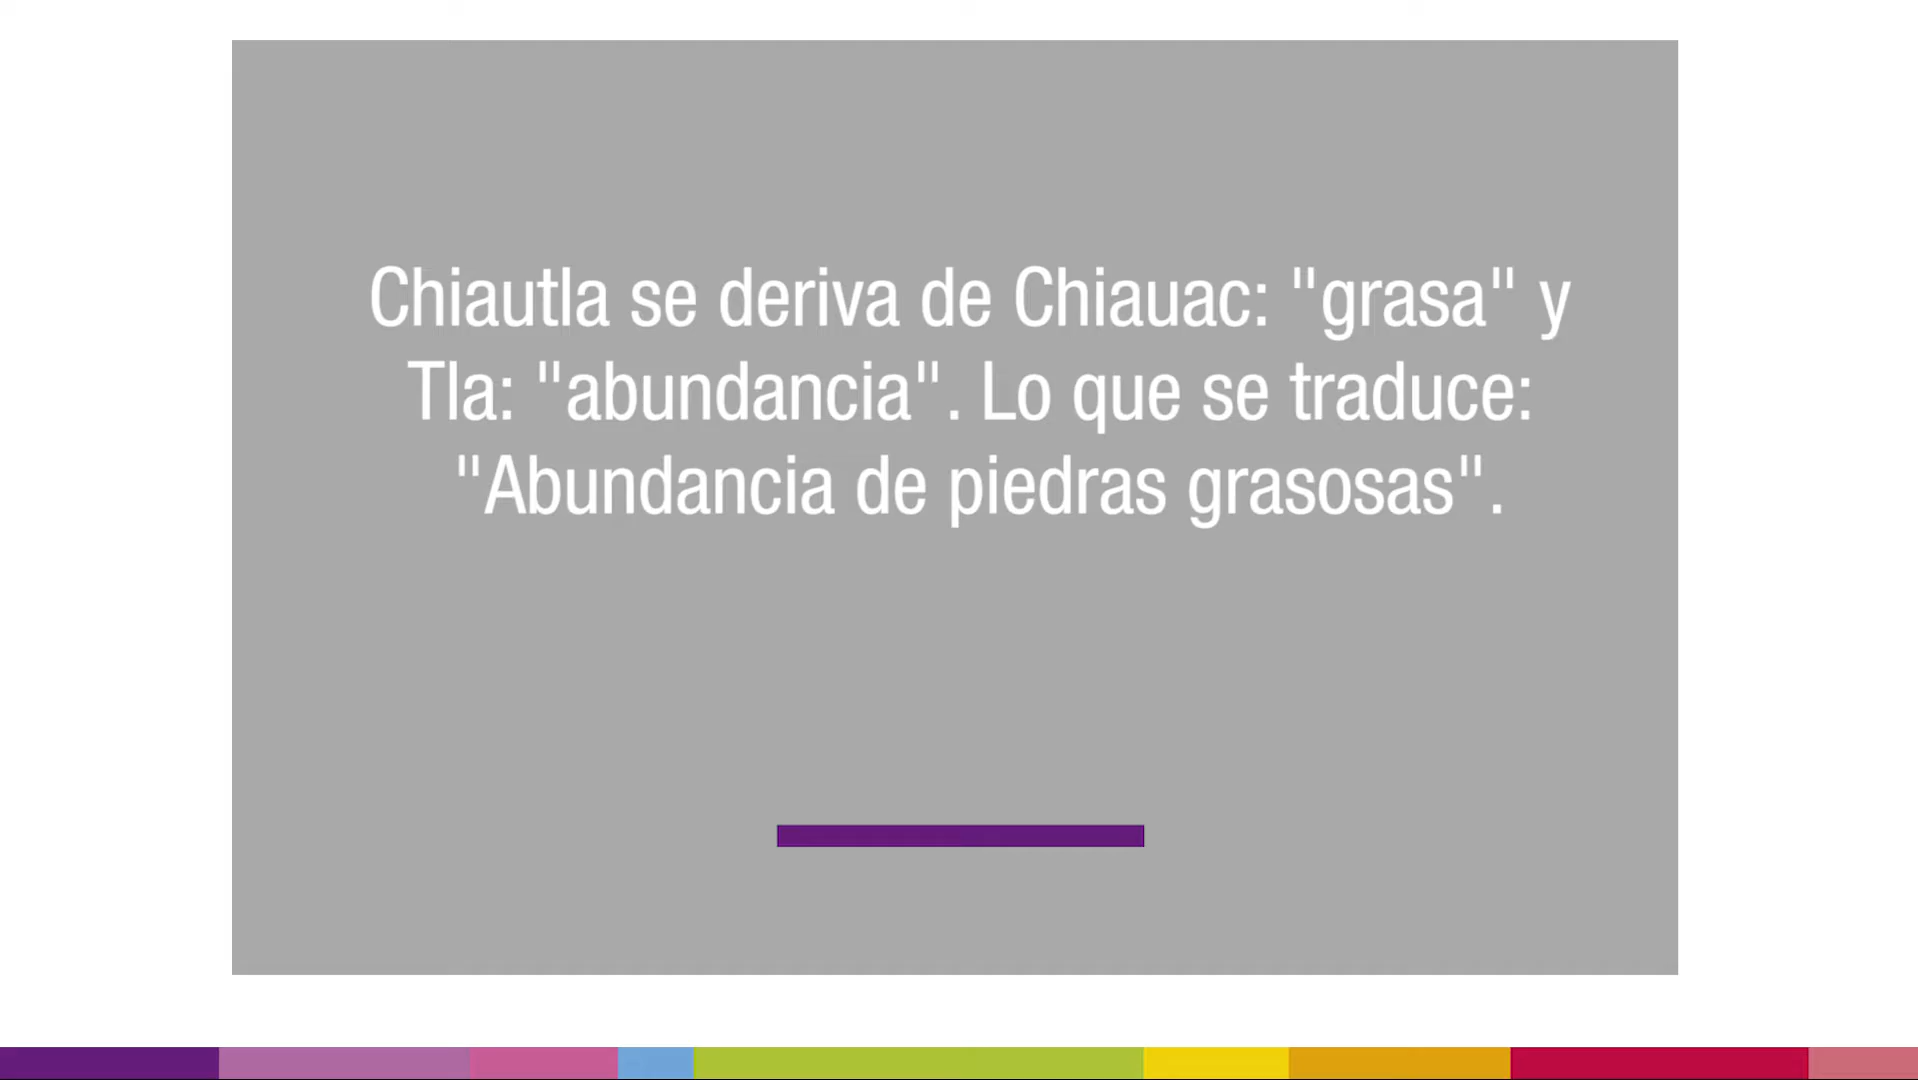 Chiautla se deriva de Chiauac: "grasa" y
Tla: "abundancia". Lo que se traduce:
"Abundancia de piedras grasosas".